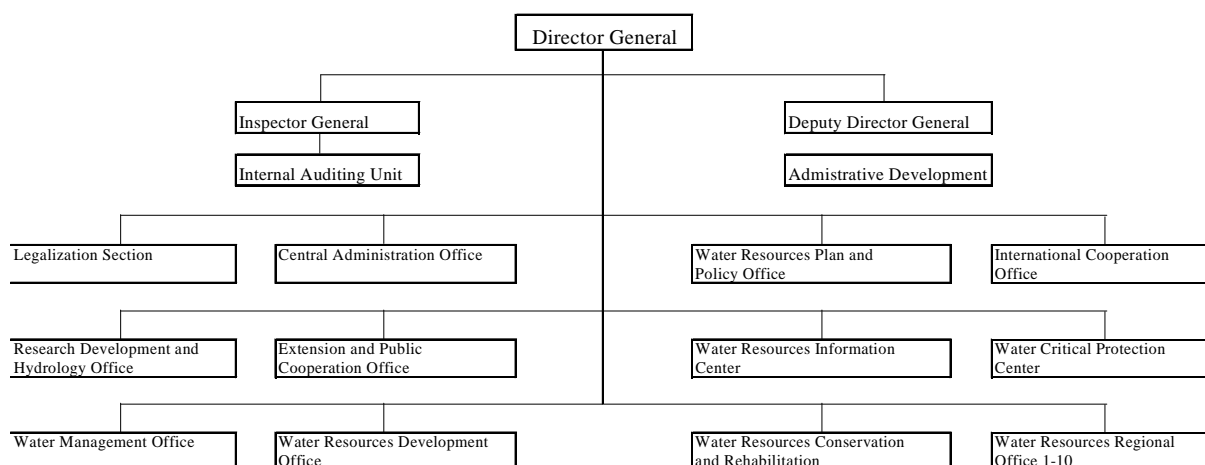 Director General
Inspector General
Deputy Director General
Internal Auditing Unit
Admistrative Development
Legalization Section
Central Administration Office
Water Resources Plan and
Policy Office
International Cooperation
Office
Research Development and
Hydrology Office
Extension and Public
Cooperation Office
Water Resources Information
Center
Water Critical Protection
Center
Water Management Office
Water Resources Development
Office
Water Resources Conservation
and Rehabilitation
Water Resources Regional
Office 1-10